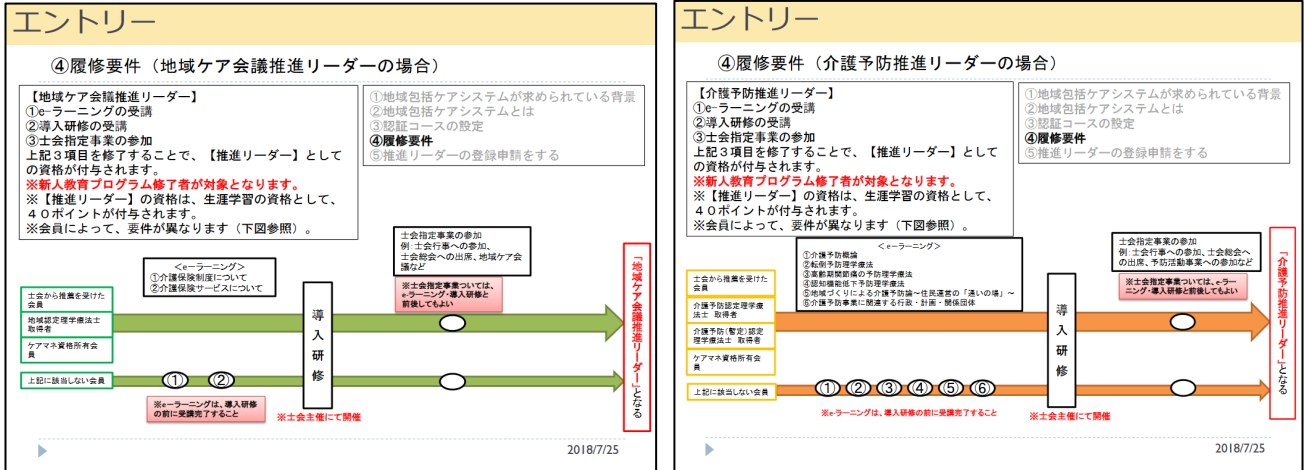 エントリー
④履修要件（地域ケア会議推進リーダーの場合）
【地域ケア会議推進リーダー】
①e-ラーニングの受講
②導入研修の受講
③士会指定事業の参加
上記３項目を修了することで、【推進リーダー】として
の資格が付与されます。
※新人教育プログラム修了者が対象となります。
※【推進リーダー】の資格は、生涯学習の資格として、
４０ポイントが付与されます。
※会員によって、要件が異なります（下図参照）。
①地域包括ケアシステムが求められている背景
②地域包括ケアシステムとは
③認証コースの設定
④履修要件
⑤推進リーダーの登録申請をする
＜e-ラーニング＞
①介護保険制度について
②介護保険サービスについて
士会指定事業の参加
例:士会行事への参加、
士会総会への出席、地域ケア会
議など
※士会指定事業については、
e-ラーニング・導入研修と
前後してもよい
士会から推薦を受けた
会員
地域認定理学療法士
取得者
ケアマネ資格所有会
員
上記に該当しない会員
① ②
導入研修
※e-ラーニングは、導入研修
の前に受講完了すること
※士会主催にて開催
「地域ケア会議推進リーダー」となる
2018/7/25
エントリー
④履修要件（介護予防推進リーダーの場合）
【介護予防推進リーダー】
①e-ラーニングの受講
②導入研修の受講
③士会指定事業の参加
上記３項目を修了することで、【推進リーダー】として
の資格が付与されます。
※新人教育プログラム修了者が対象となります。
※【推進リーダー】の資格は、生涯学習の資格として、
４０ポイントが付与されます。
※会員によって、要件が異なります（下図参照）。
①地域包括ケアシステムが求められている背景
②地域包括ケアシステムとは
③認証コースの設定
④履修要件
⑤推進リーダーの登録申請をする
＜e-ラーニング＞
①介護予防概論
②転倒予防理学療法
③高齢期関節痛の予防理学療法
④認知機能低下予防理学療法
⑤地域づくりによる介護予防論～住民運営の「通いの場」～
⑥介護予防事業に関連する行政・計画・関係団体
士会指定事業の参加
例:士会行事への参加、士会総会へ
の出席、予防活動事業への参加など
※士会指定事業ついては、e-ラー
ニング・導入研修と前後してもよい
士会から推薦を受けた
会員
介護予防認定理学療
法士 取得者
介護予防（暫定）認定
理学療法士 取得者
ケアマネ資格所有会
員
上記に該当しない会員
① ② ③ ④ ⑤ ⑥
導入研修
※e-ラーニングは、導入研修の前に受講完了すること
※士会主催にて開催
「介護予防推進リーダー」となる
2018/7/25